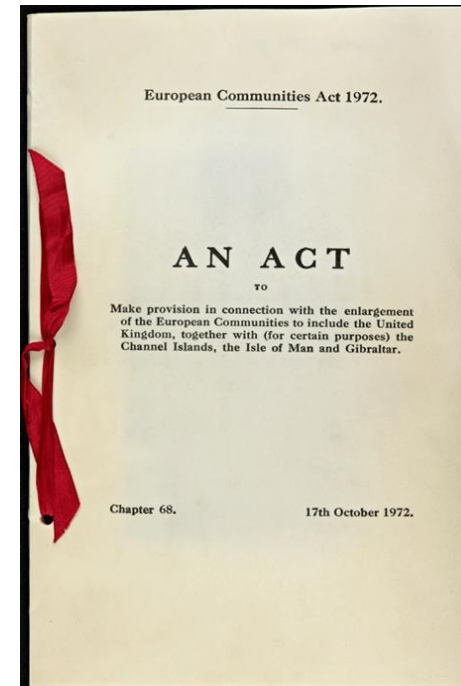 European Communities Act 1972.
AN ACT
TO
Make provision in connection with the enlargement
of the European Communities to include the United
Kingdom, together with (for certain purposes) the
Channel Islands, the Isle of Man and Gibraltar.
Chapter 68. 17th October 1972.